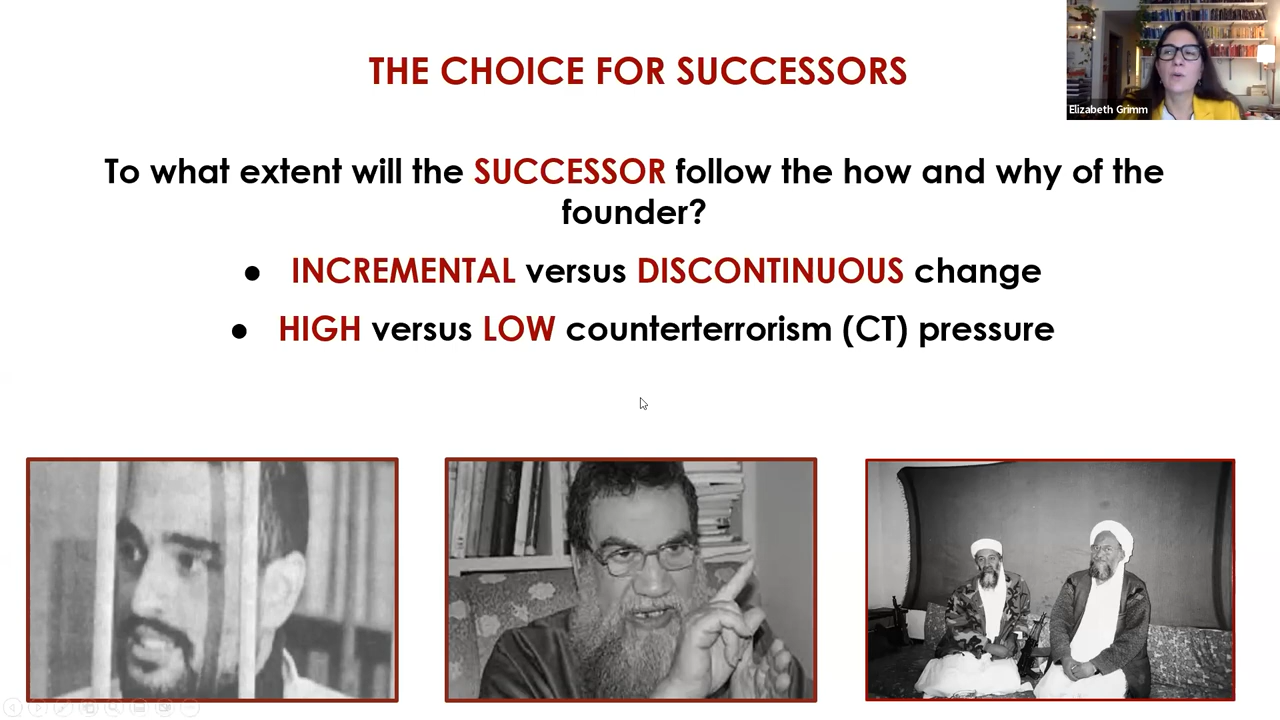 THE CHOICE FOR SUCCESSORS
Elizabeth Grimm
To what extent will the SUCCESSOR follow the how and why of the
founder?
● INCREMENTAL versus DISCONTINUOUS change
● HIGH versus LOW counterterrorism (CT) pressure